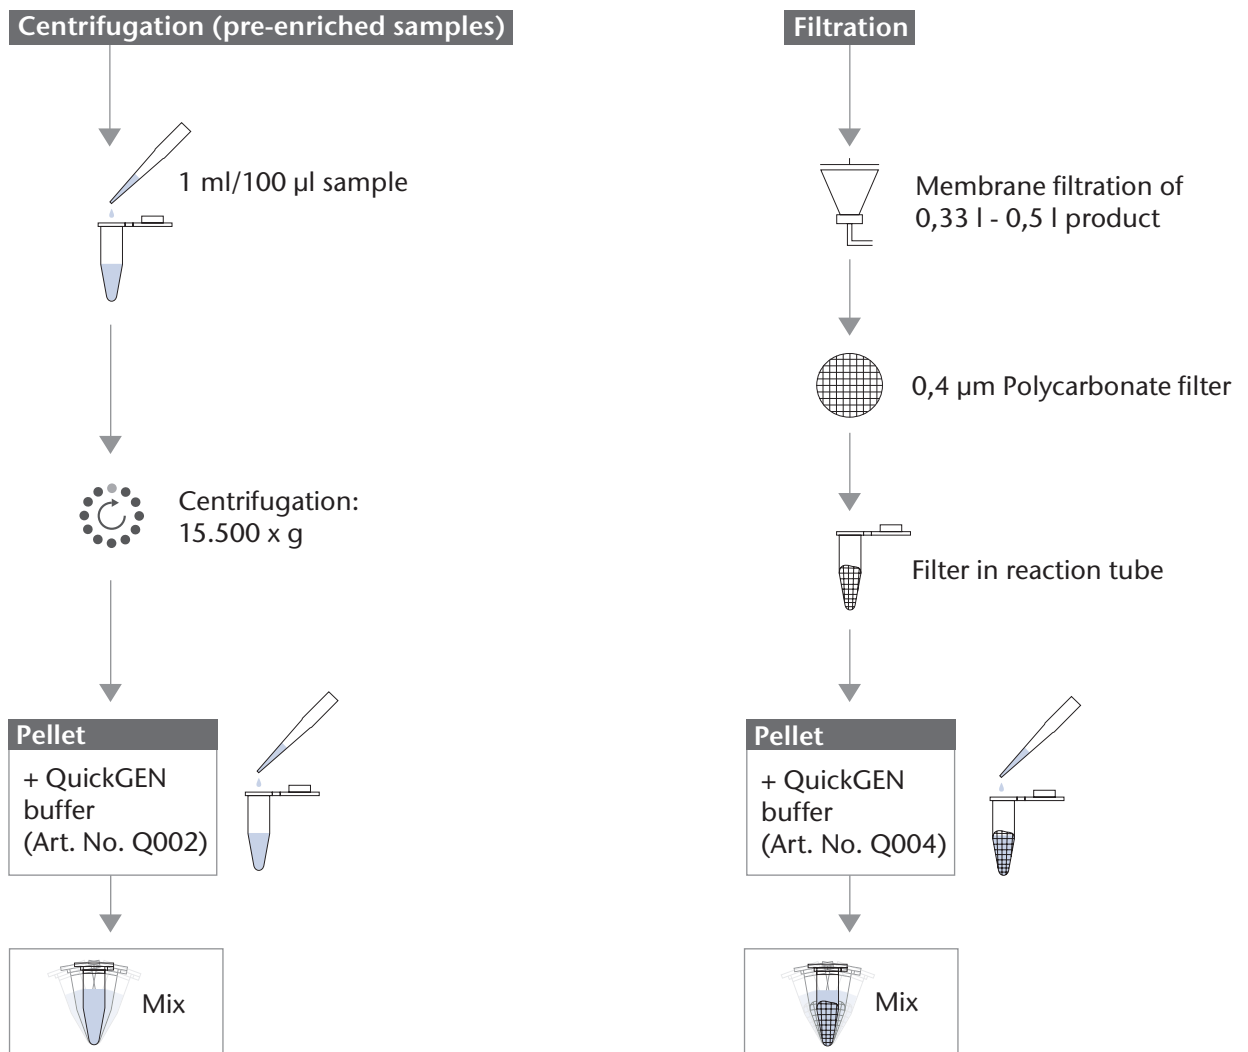 Centrifugation (pre-enriched samples)
1 ml/100 µl sample
Centrifugation:
15.500 x g
Pellet
+ QuickGEN
buffer
(Art. No. Q002)
Mix
Filtration
Membrane filtration of
0,33 l - 0,5 l product
0,4 µm Polycarbonate filter
Filter in reaction tube
Pellet
+ QuickGEN
buffer
(Art. No. Q004)
Mix